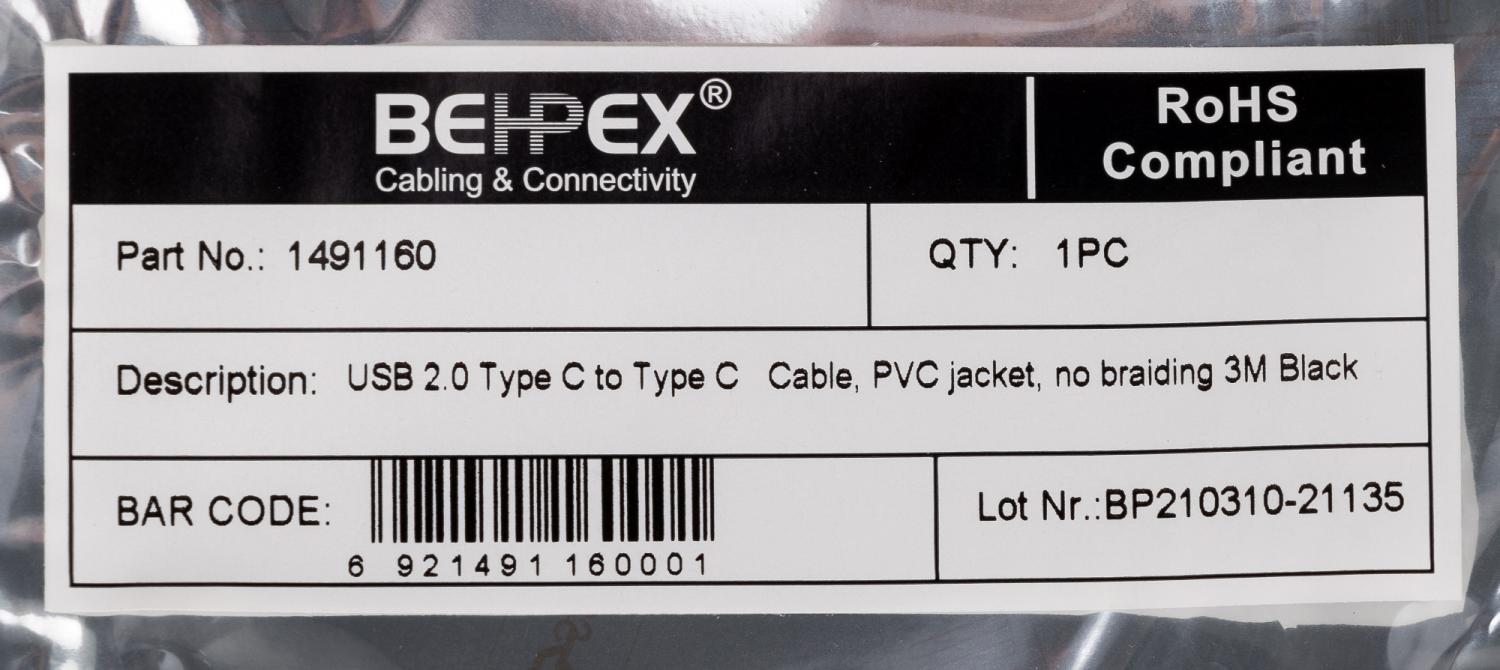 BEHPEX®
Cabling & Connectivity
RoHS
Compliant
Part No.: 1491160
QTY: 1PC
Description: USB 2.0 Type C to Type C Cable, PVC jacket, no braiding 3M Black
BAR CODE:
6 921491 160001
Lot Nr.:BP210310-21135